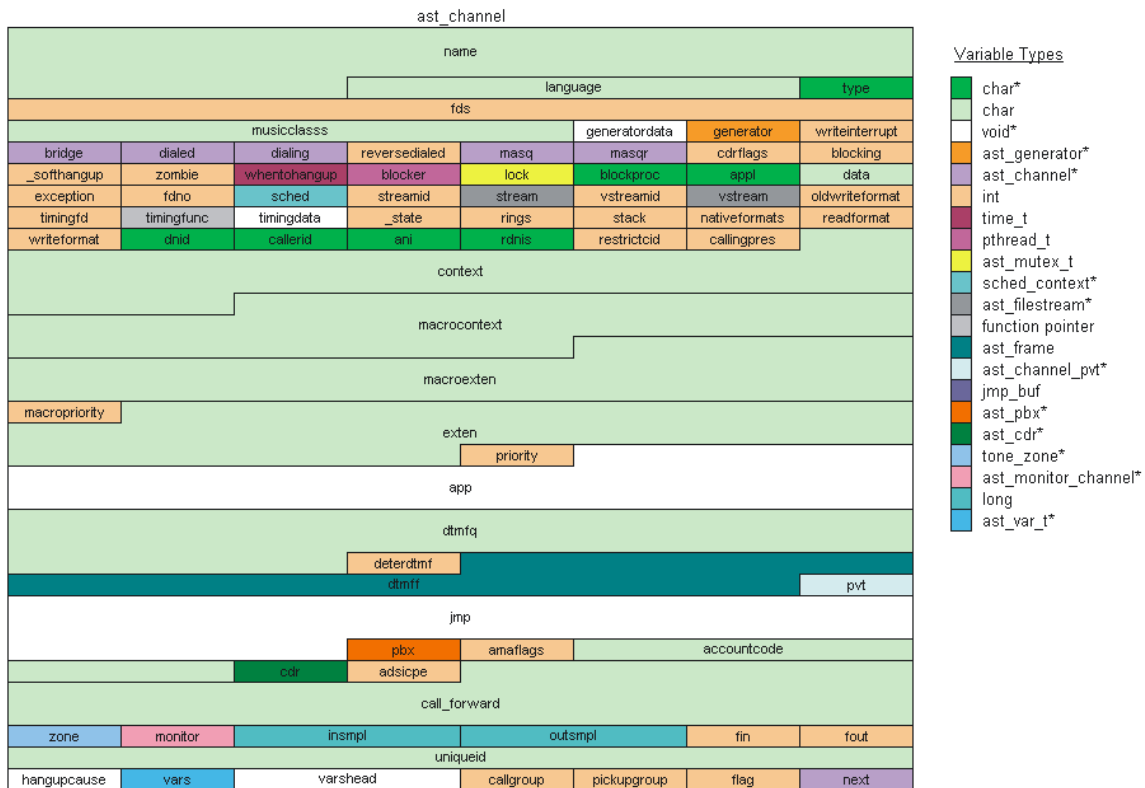 ast_channel
name
language type
fds
musicclasss generatordata generator writeinterrupt
bridge dialed dialing reversedialed masq masqr cdrflags blocking
_softhangup zombie whentohangup blocker lock blockproc appl data
exception fdno sched streamid stream vstreamid vstream oldwriteformat
timingfd timingfunc timingdata _state rings stack nativeformats readformat
writeformat dnid callerid ani rdnis restrictcid callingpres
context
macrocontext
macroexten
macropriority
exten
priority
app
dtmfq
deterdtmf
dtmff pvt
jmp
pbx amaflags accountcode
cdr adsicpe
call_forward
zone monitor insmpl outsmpl fin fout
uniqueid
hangupcause vars varshead callgroup pickupgroup flag next
Variable Types
char*
char
void*
ast_generator*
ast_channel*
int
time_t
pthread_t
ast_mutex_t
sched_context*
ast_filestream*
function pointer
ast_frame
ast_channel_pvt*
jmp_buf
ast_pbx*
ast_cdr*
tone_zone*
ast_monitor_channel*
long
ast_var_t*